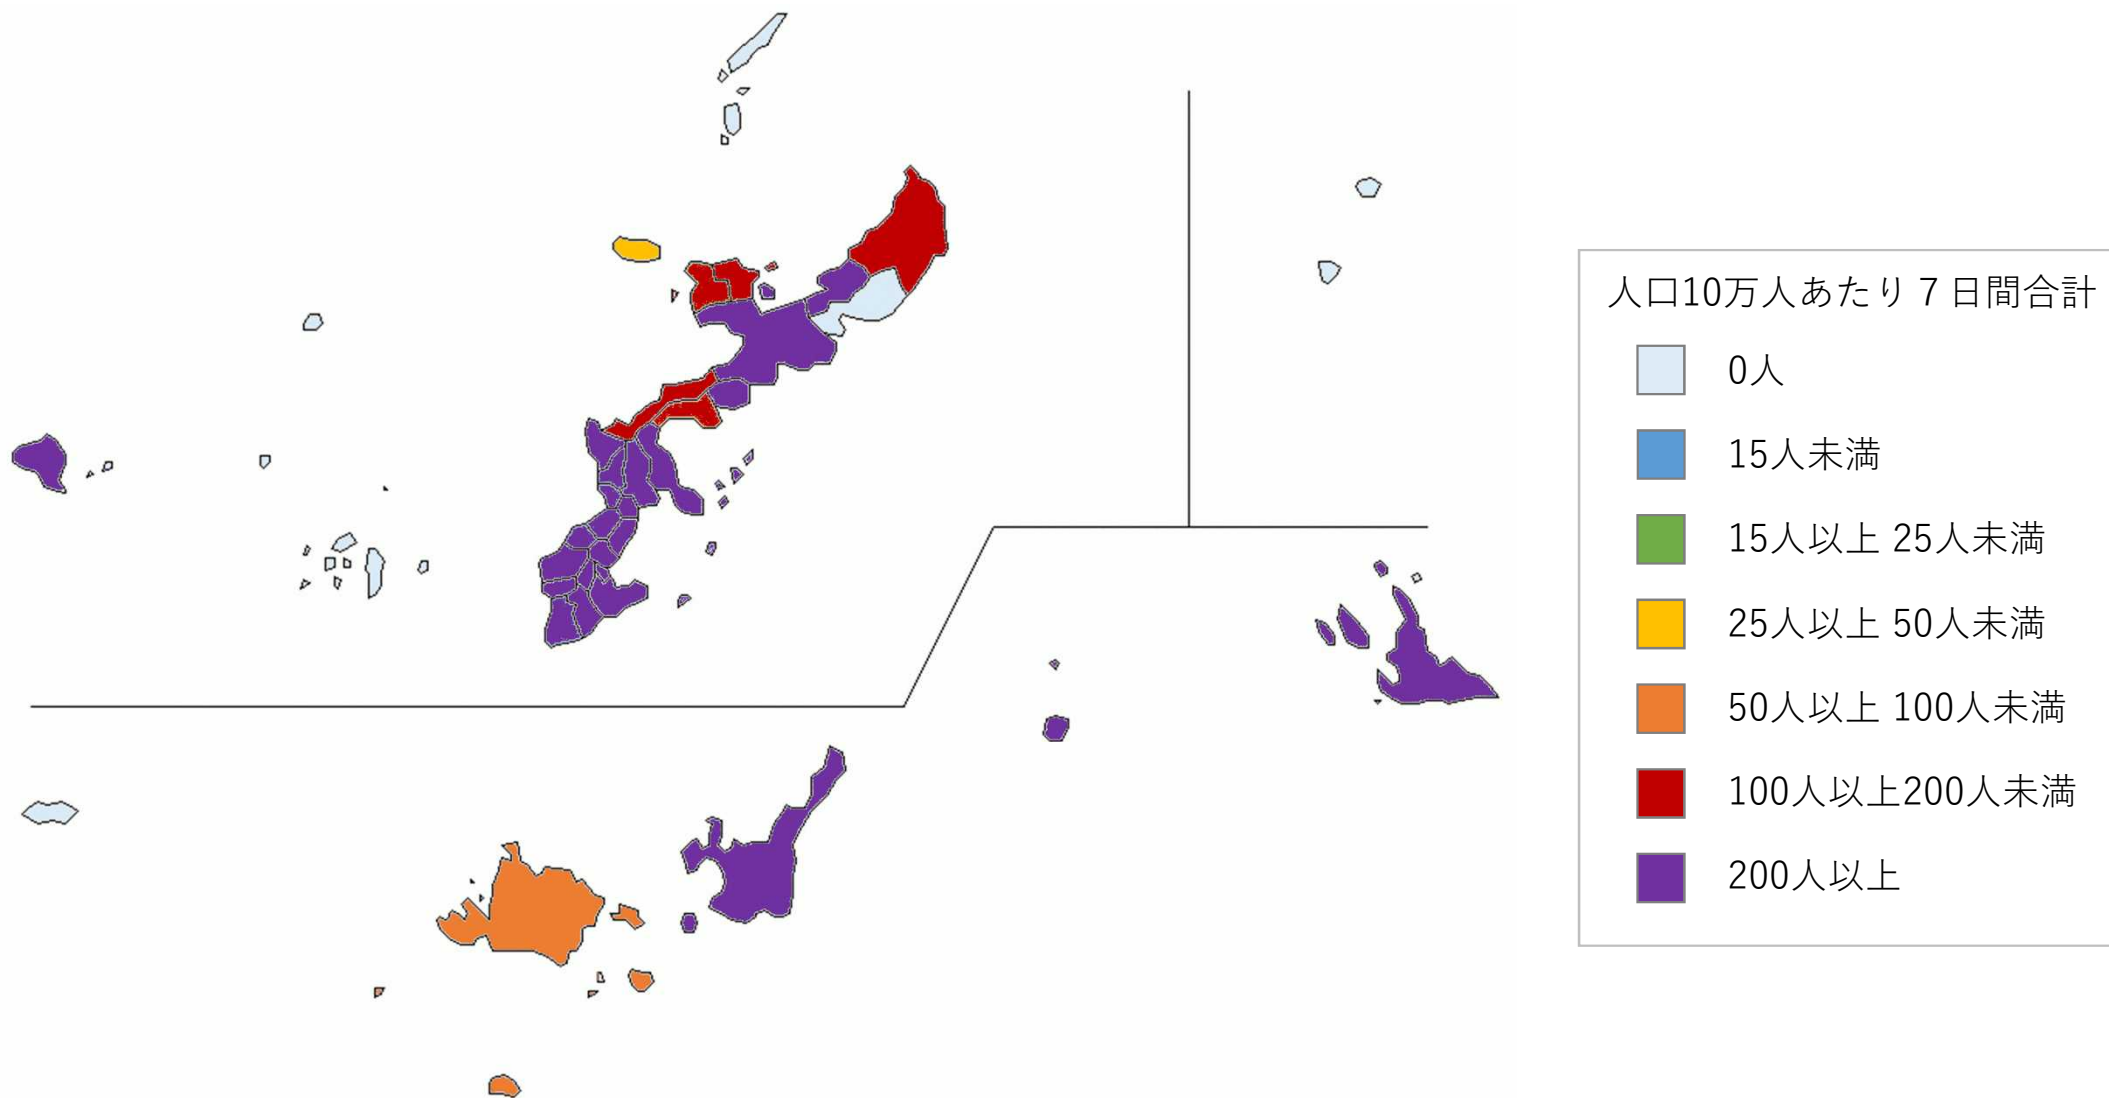 人口10万人あたり７日間合計
0人
15人未満
15人以上 25人未満
25人以上 50人未満
50人以上 100人未満
100人以上200人未満
200人以上